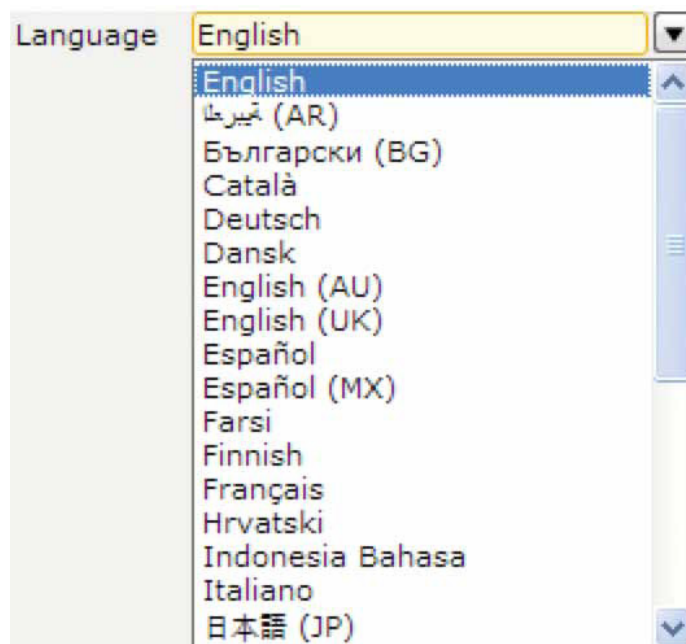 Language English
English
(AR)
Български (BG)
Català
Deutsch
Dansk
English (AU)
English (UK)
Español
Español (MX)
Farsi
Finnish
Français
Hrvatski
Indonesia Bahasa
Italiano
日本語 (JP)